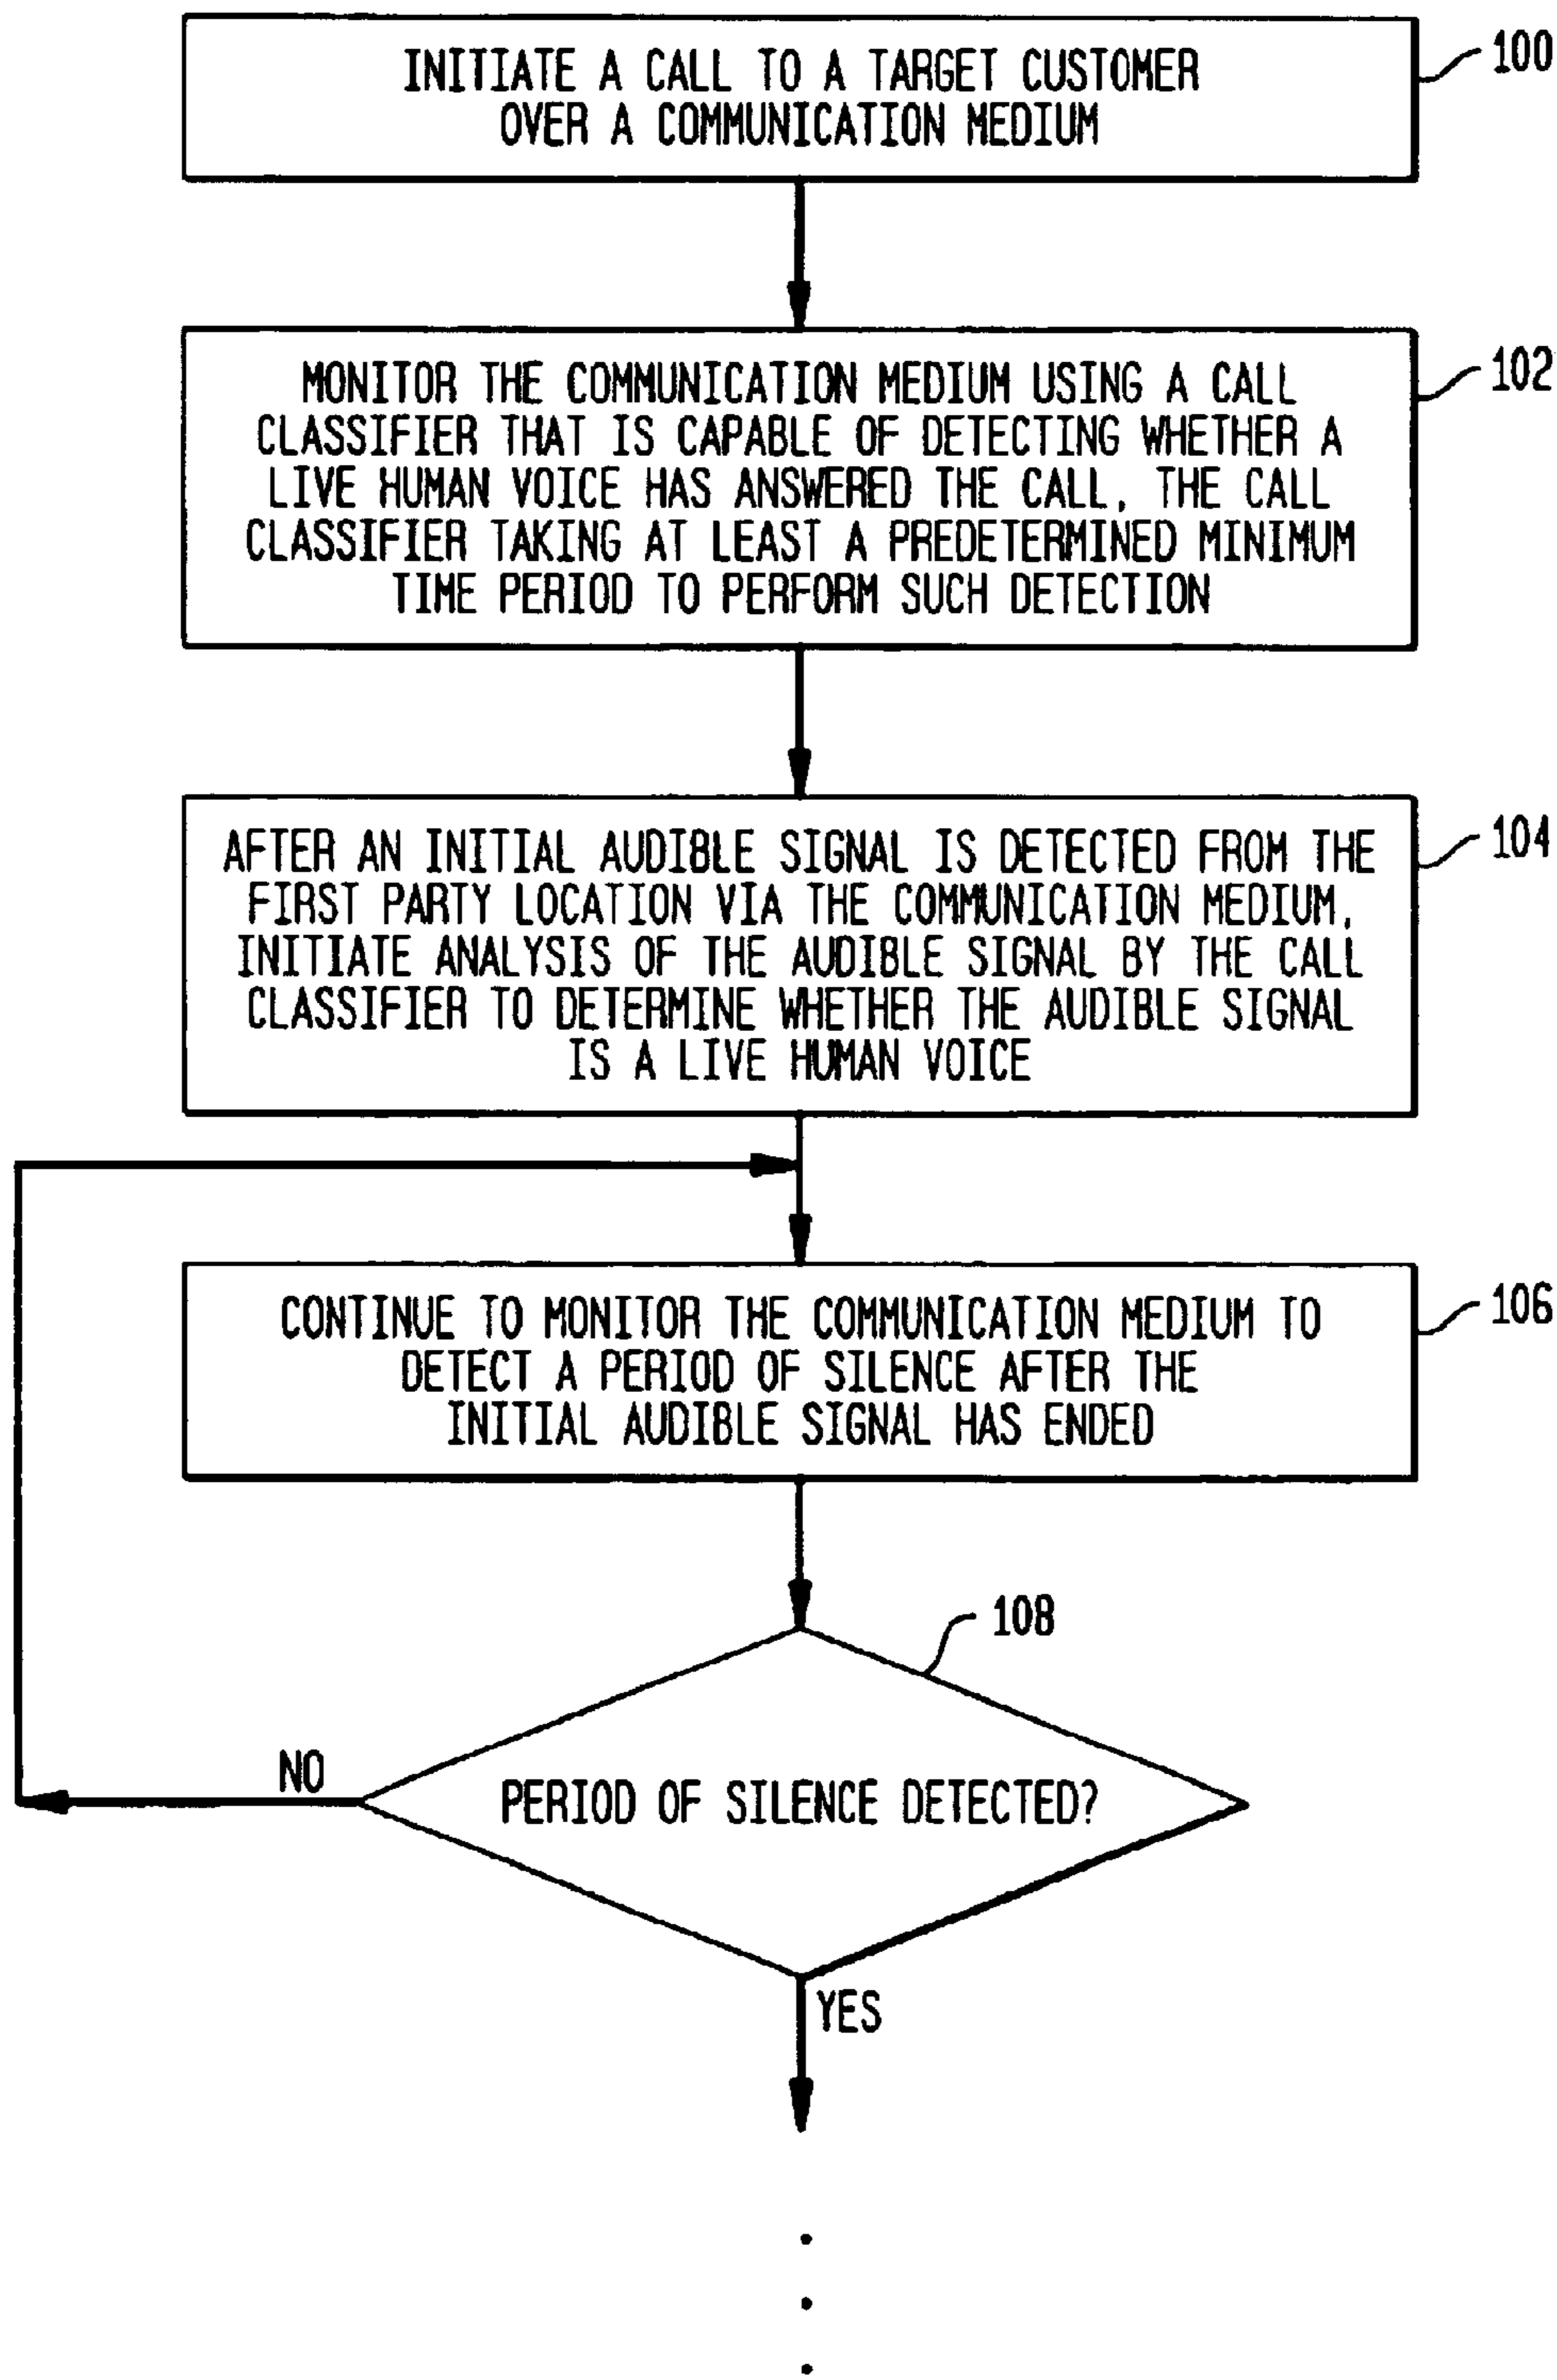 INITIATE A CALL TO A TARGET CUSTOMER
OVER A COMMUNICATION MEDIUM
100
MONITOR THE COMMUNICATION MEDIUM USING A CALL
CLASSIFIER THAT IS CAPABLE OF DETECTING WHETHER A
LIVE HUMAN VOICE HAS ANSWERED THE CALL, THE CALL
CLASSIFIER TAKING AT LEAST A PREDETERMINED MINIMUM
TIME PERIOD TO PERFORM SUCH DETECTION
102
AFTER AN INITIAL AUDIBLE SIGNAL IS DETECTED FROM THE
FIRST PARTY LOCATION VIA THE COMMUNICATION MEDIUM,
INITIATE ANALYSIS OF THE AUDIBLE SIGNAL BY THE CALL
CLASSIFIER TO DETERMINE WHETHER THE AUDIBLE SIGNAL
IS A LIVE HUMAN VOICE
104
CONTINUE TO MONITOR THE COMMUNICATION MEDIUM TO
DETECT A PERIOD OF SILENCE AFTER THE
INITIAL AUDIBLE SIGNAL HAS ENDED
106
108
NO
PERIOD OF SILENCE DETECTED?
YES